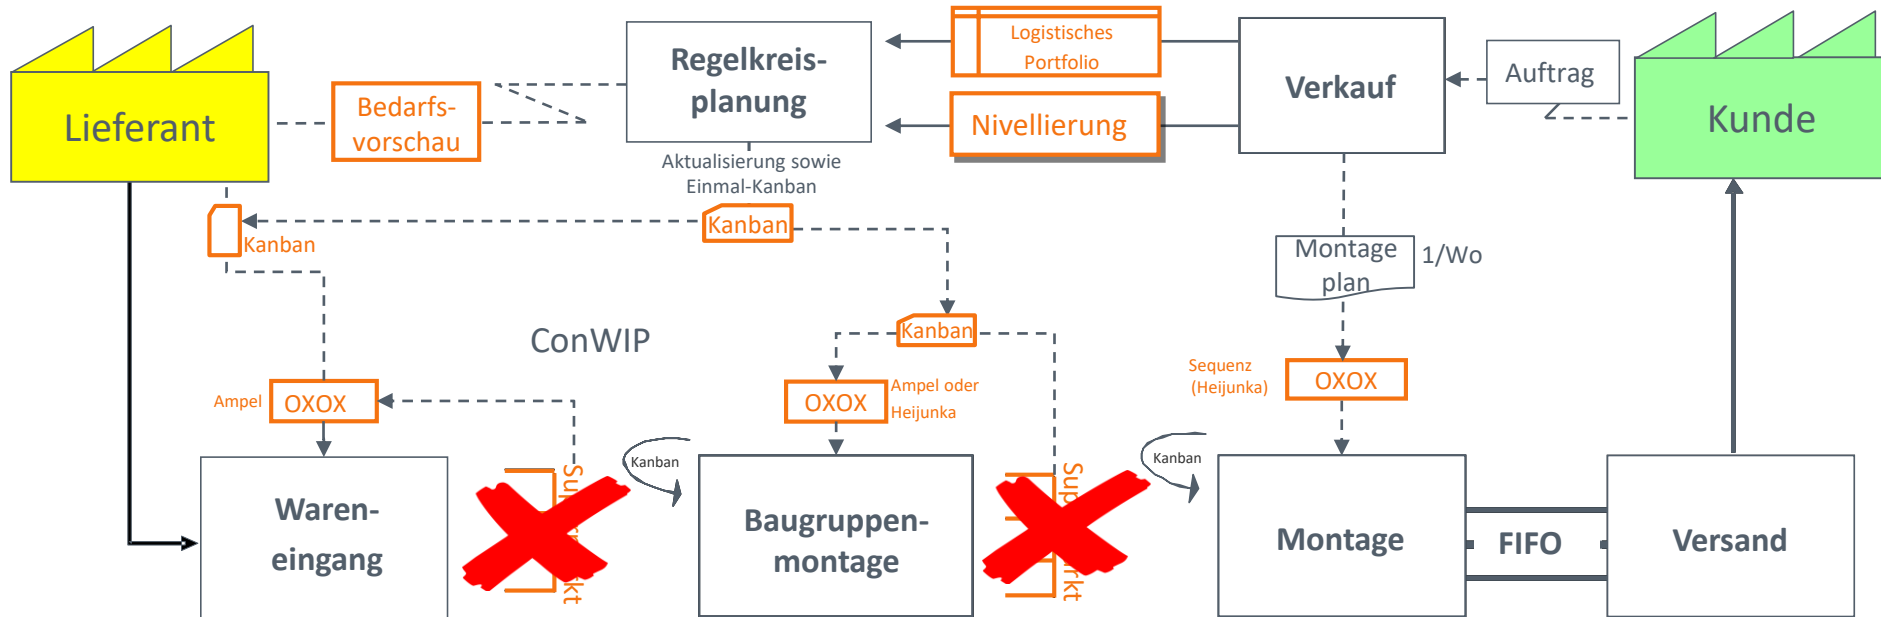 Lieferant
Bedarfs-
vorschau
Regelkreis-
planung
Logistisches
Portfolio
Nivellierung
Verkauf
Auftrag
Kunde
Aktualisierung sowie
Einmal-Kanban
Kanban
Kanban
Montage
plan
1/Wo
ConWIP
Kanban
Ampel
OXOX
OXOX
Ampel oder
Heijunka
Sequenz
(Heijunka)
OXOX
Waren-
eingang
Kanban
Baugruppen-
montage
Kanban
Montage
FIFO
Versand